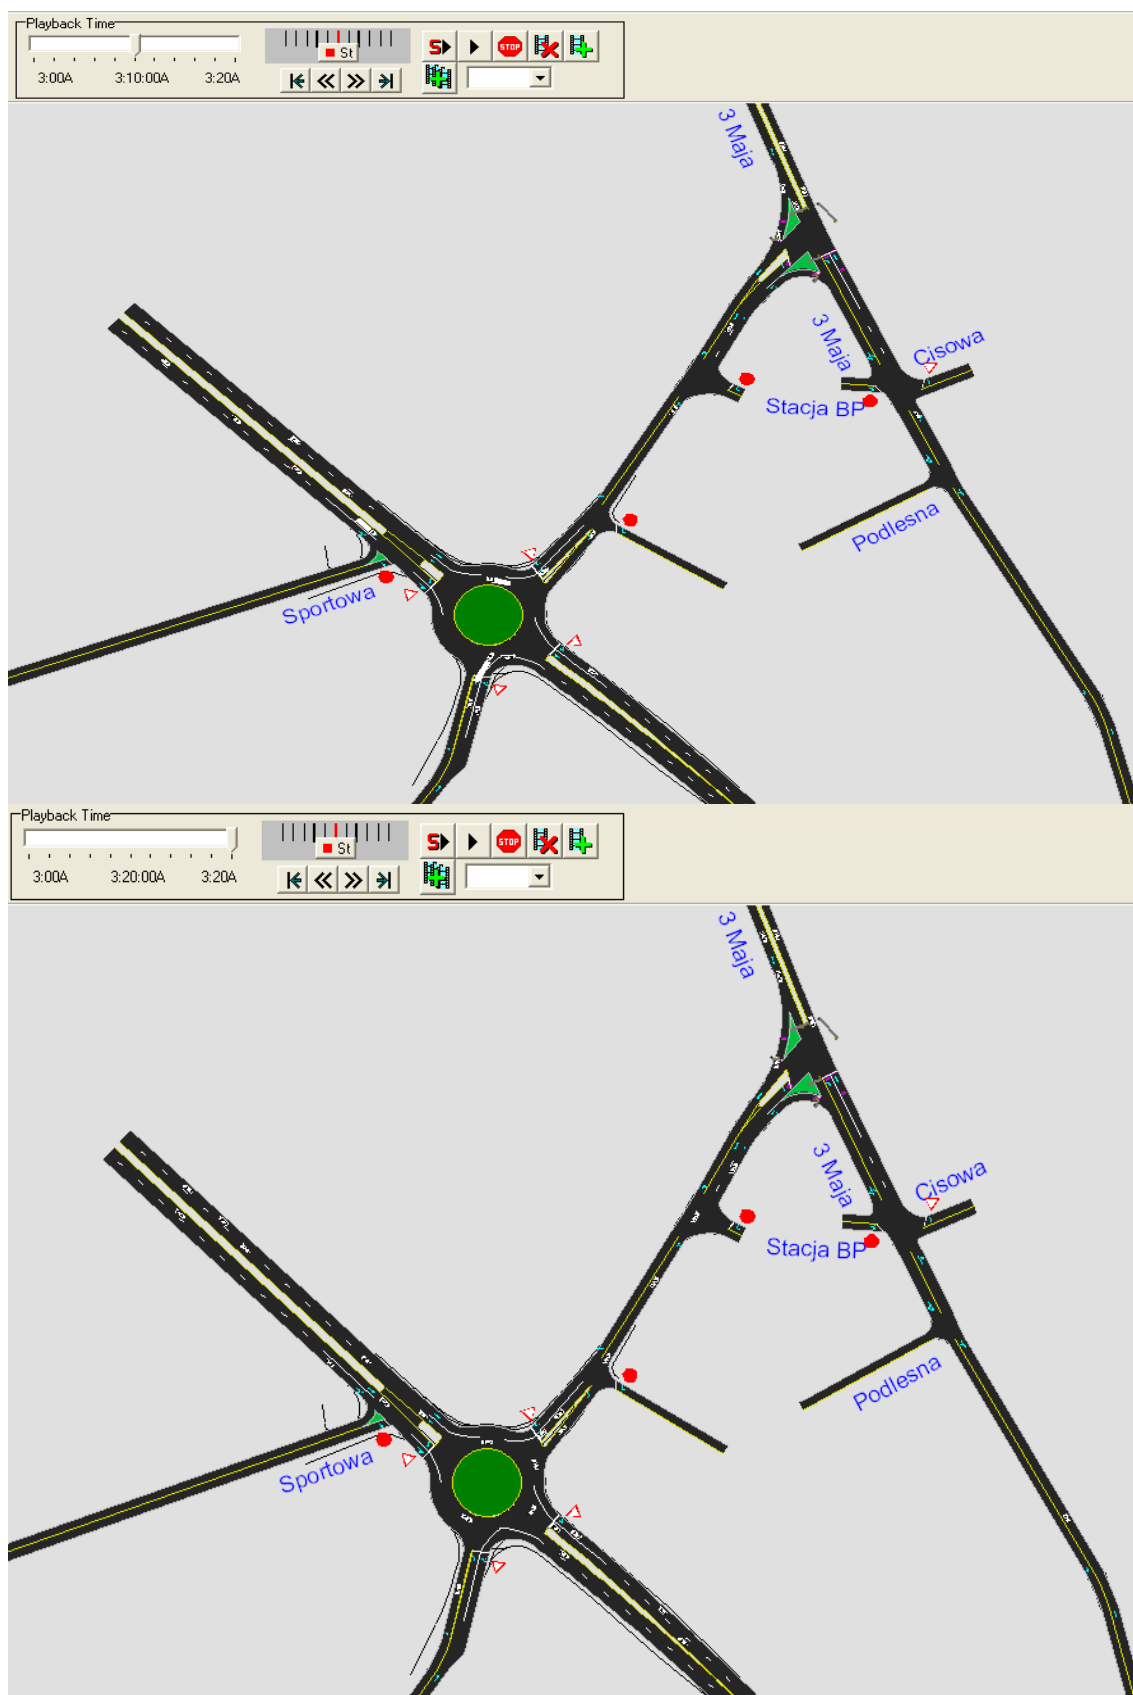 Playback Time
St
S
STOP
3:00A
3:10:00A
3:20A
3 Maja
3 Maja
Cisowa
Stacja BP
Podlesna
Sportowa
Playback Time
St
S
STOP
3:00A
3:20:00A
3:20A
3 Maja
3 Maja
Cisowa
Stacja BP
Podlesna
Sportowa